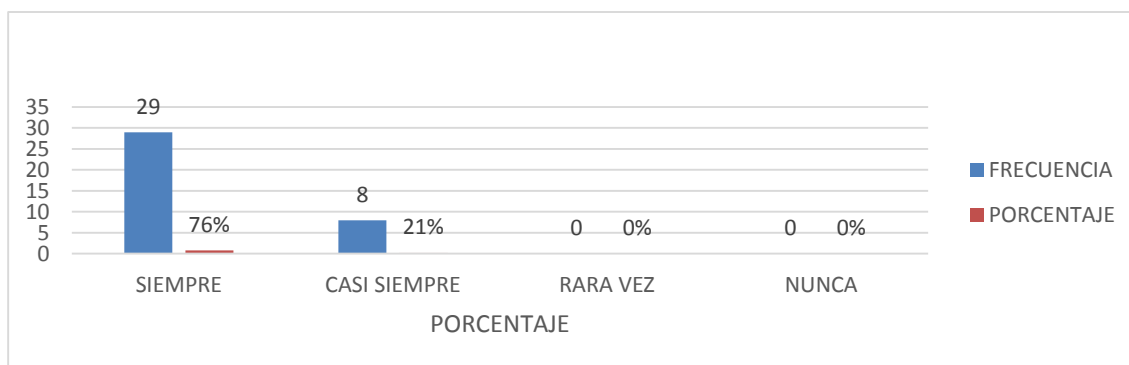 29
35
30
25
20
15
10
5
0
8
76%
21%
0
0%
0
0%
SIEMPRE
CASI SIEMPRE
RARA VEZ
NUNCA
PORCENTAJE
FRECUENCIA
PORCENTAJE